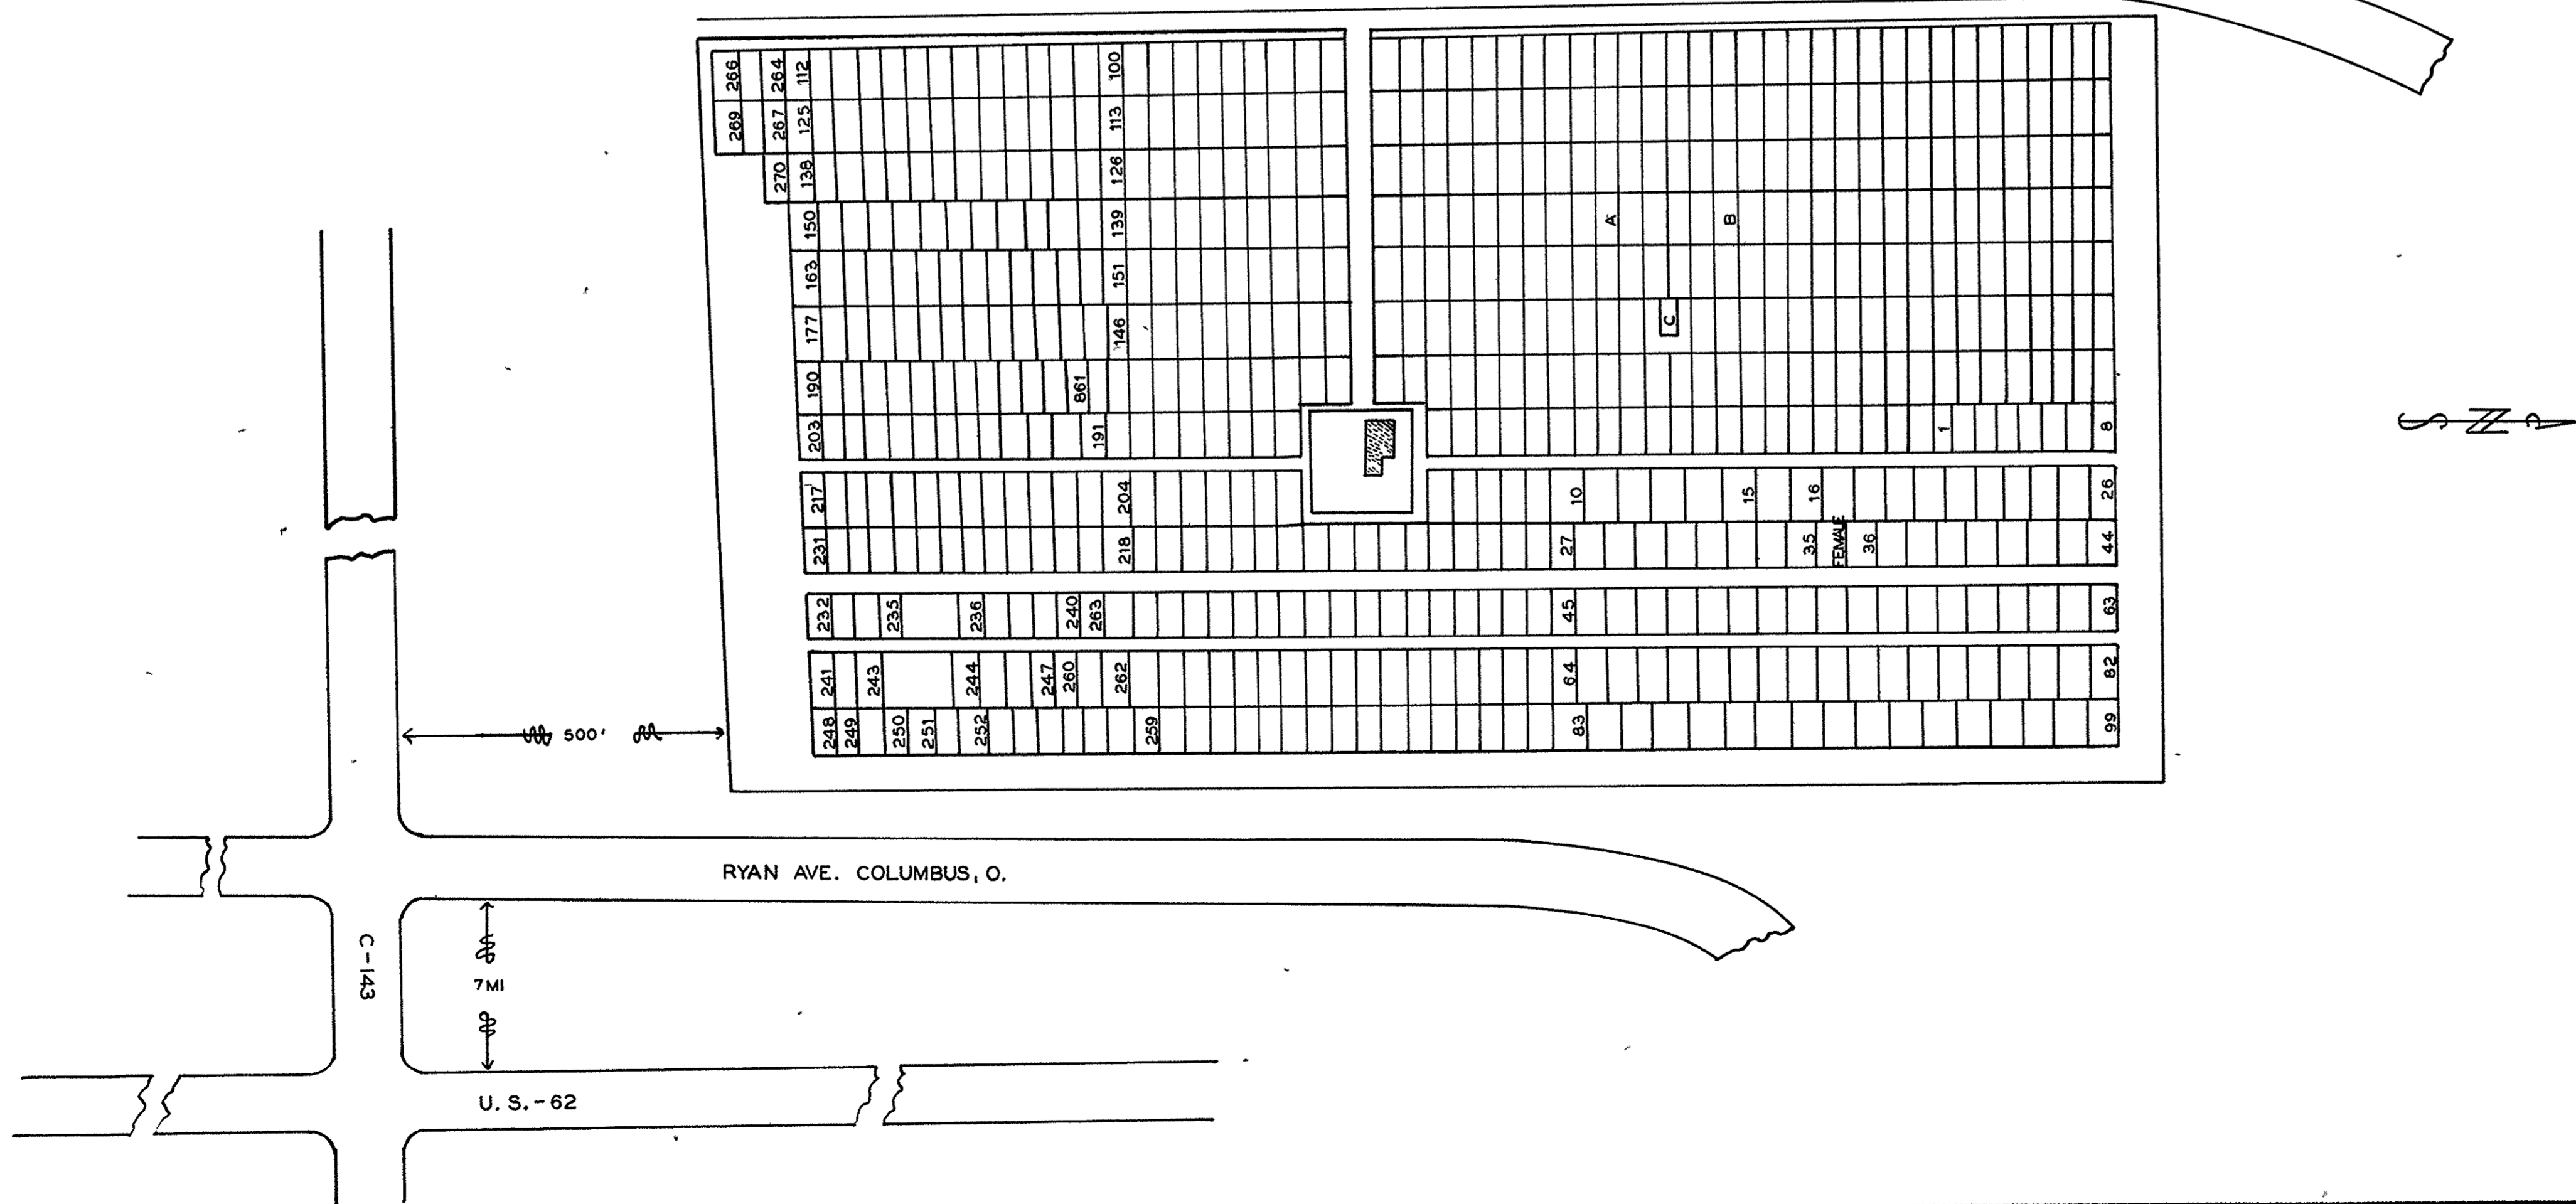 266 264 112 100
269 267 125 113
270 138 126
150 139 A B
163 151
177 146 C
190 861
203 191 1 8
217 204 10 15 16 26
231 218 27 35 FEMALE 36 44
232 235 236 240 263 45 63
241 243 244 247 260 262 64 82
248 249 250 251 252 259 83 99
500'
RYAN AVE. COLUMBUS, O.
C-143
7MI
U. S.-62
S N